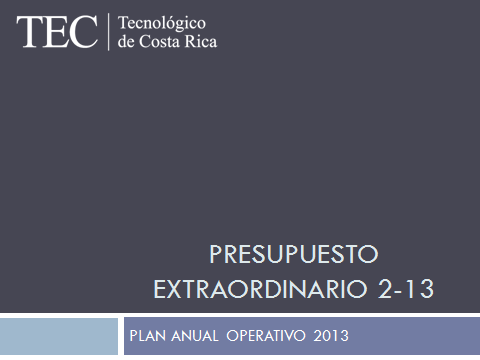 TEC | Tecnológico
de Costa Rica
PRESUPUESTO
EXTRAORDINARIO 2-13
PLAN ANUAL OPERATIVO 2013